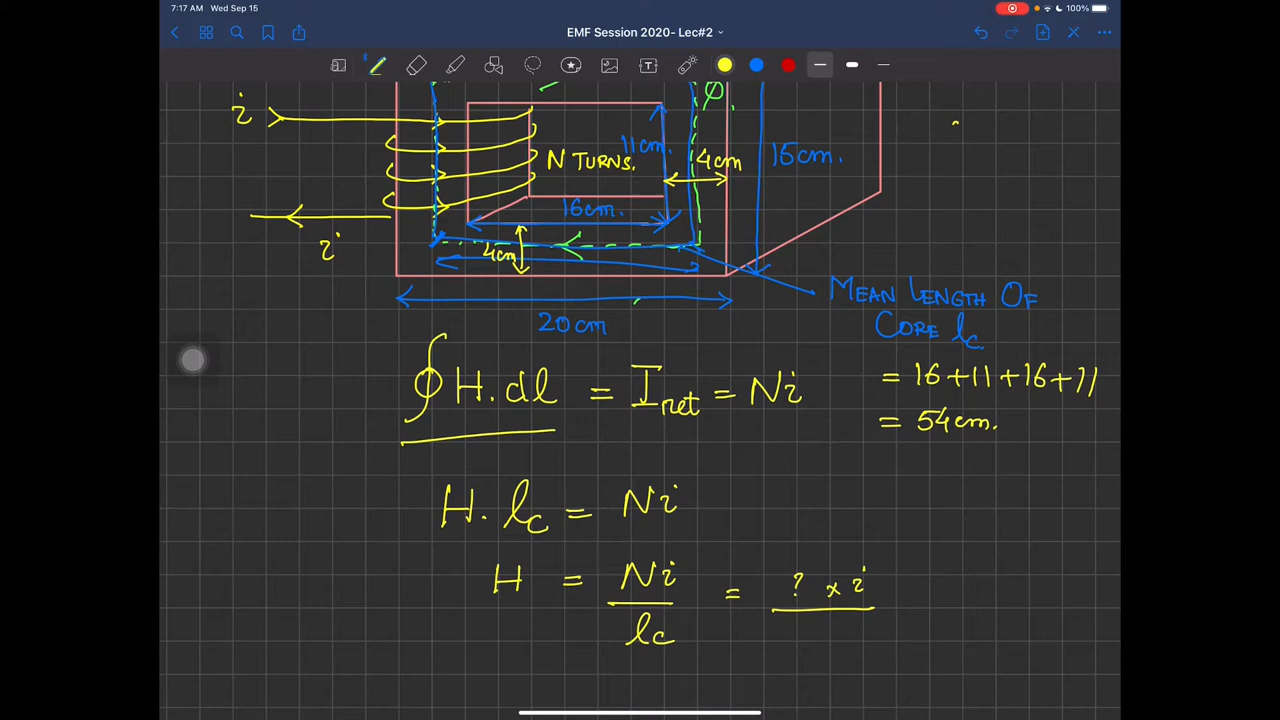 7:17 AM Wed Sep 15
100%
EMF Session 2020- Lec#2
i
N TURNS.
11cm.
4cm
φ.
15cm.
16cm.
i
4cm
20cm
MEAN LENGTH OF
CORE lc
= 16+11+16+11
= 54cm.
∮ H.dl = Inet = Ni
H. lc = Ni
H = Ni = ? × i
lc